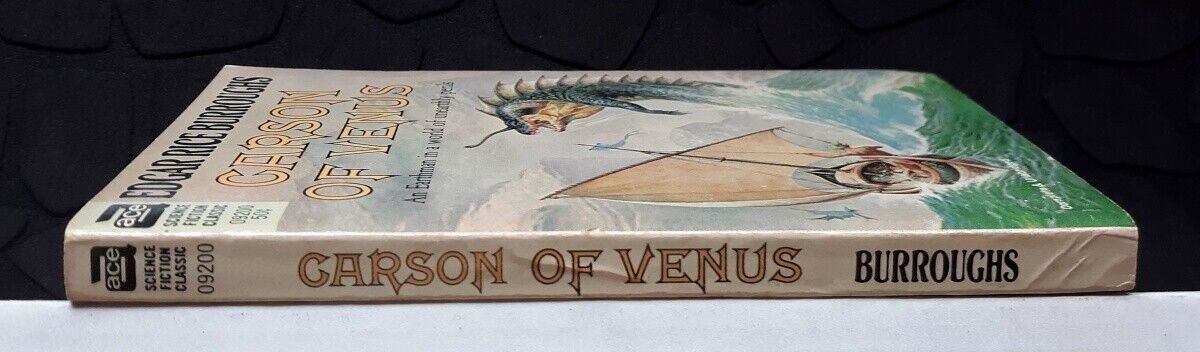 EDGAR RICE BURROUGHS
CARSON
OF VENUS
An Earthman in a world of unearthly perils
ace
SCIENCE
FICTION
CLASSIC
09200
50¢
ace
SCIENCE
FICTION
CLASSIC
09200
CARSON OF VENUS
BURROUGHS